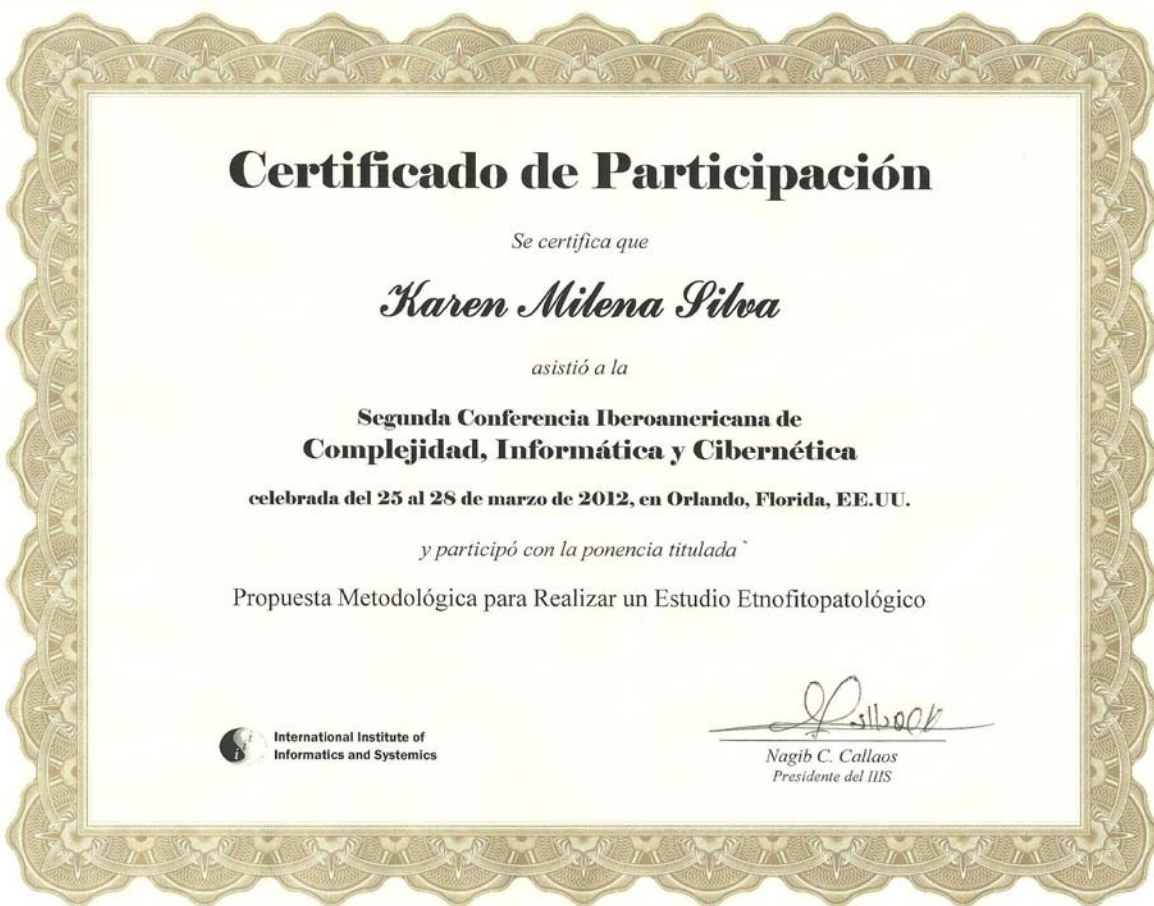 Certificado de Participación
Se certifica que
Karen Milena Silva
asistió a la
Segunda Conferencia Iberoamericana de
Complejidad, Informática y Cibernética
celebrada del 25 al 28 de marzo de 2012, en Orlando, Florida, EE.UU.
y participó con la ponencia titulada
Propuesta Metodológica para Realizar un Estudio Etnofitopatológico
International Institute of
Informatics and Systemics
Nagib C. Callaos
Presidente del IIIS